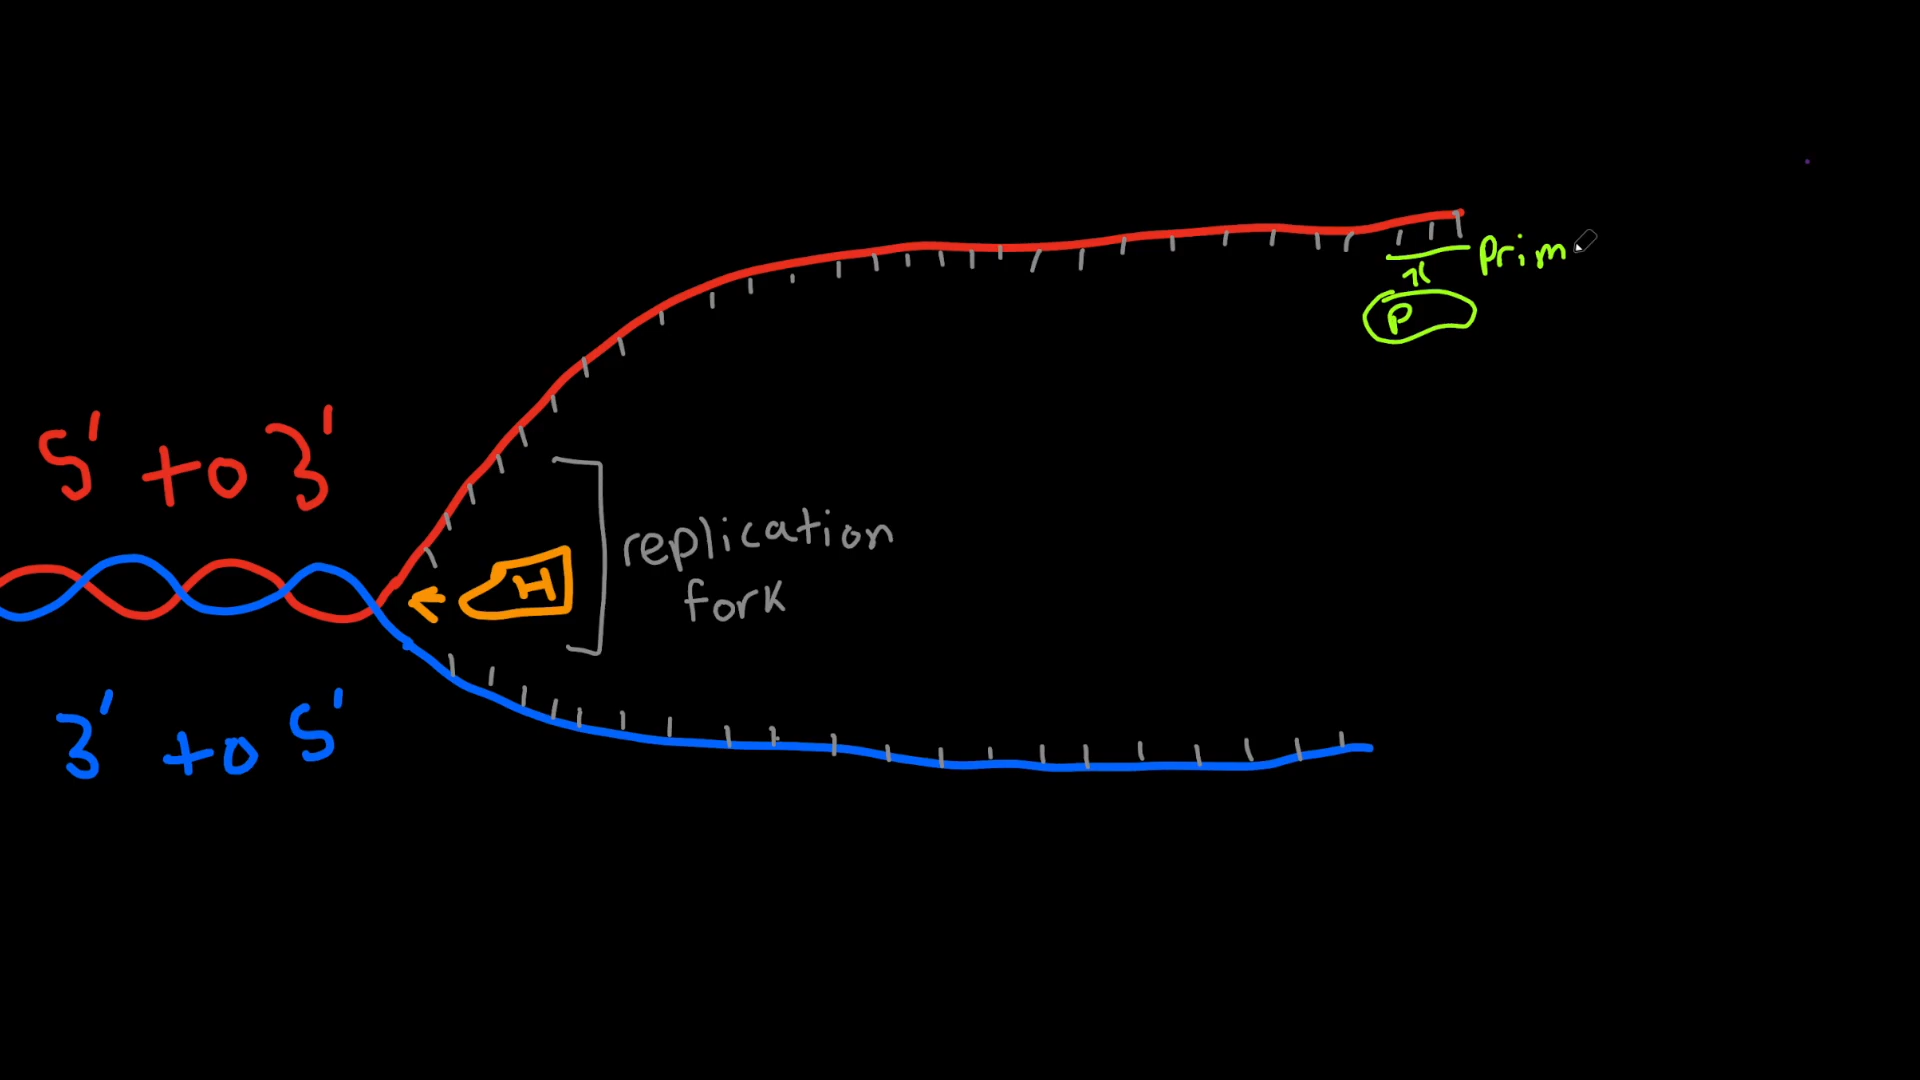 Prim
P
5' to 3'
replication
fork
H
3' to 5'